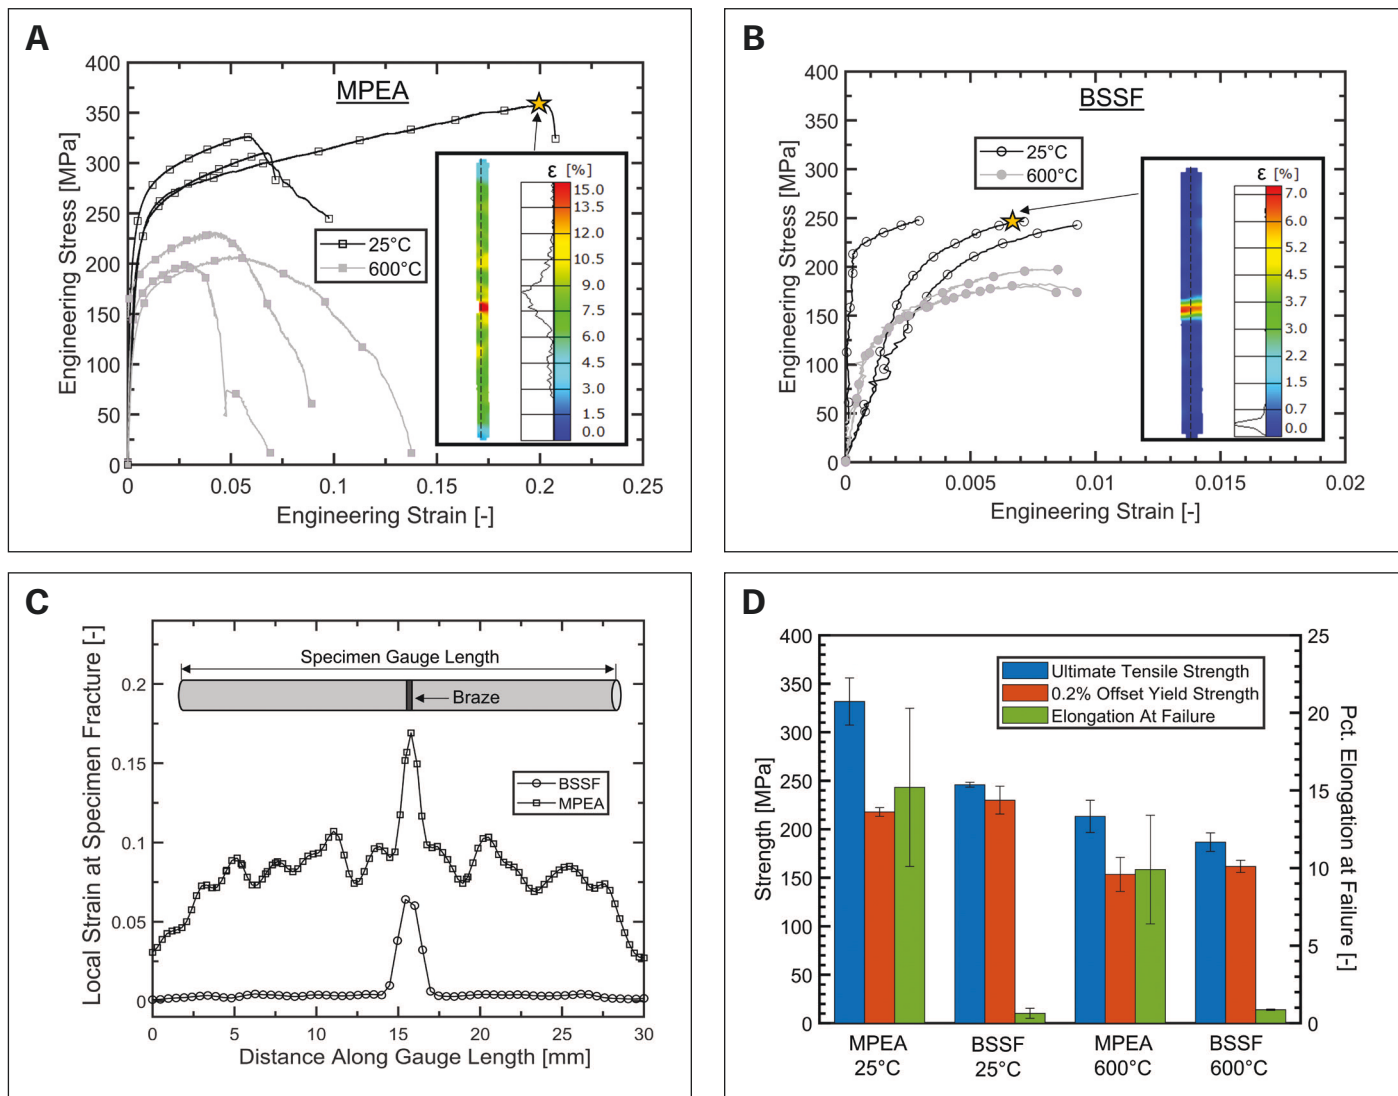 A
MPEA
400
350
300
250
200
150
100
50
0
0
0.05
0.1
0.15
0.2
0.25
Engineering Stress [MPa]
Engineering Strain [-]
25°C
600°C
ε [%]
15.0
13.5
12.0
10.5
9.0
7.5
6.0
4.5
3.0
1.5
0.0
B
BSSF
400
350
300
250
200
150
100
50
0
0
0.005
0.01
0.015
0.02
Engineering Stress [MPa]
Engineering Strain [-]
25°C
600°C
ε [%]
7.0
6.0
5.2
4.5
3.7
3.0
2.2
1.5
0.7
0.0
C
Specimen Gauge Length
Braze
BSSF
MPEA
0.2
0.15
0.1
0.05
0
0
5
10
15
20
25
30
Local Strain at Specimen Fracture [-]
Distance Along Gauge Length [mm]
D
Ultimate Tensile Strength
0.2% Offset Yield Strength
Elongation At Failure
400
350
300
250
200
150
100
50
0
25
20
15
10
5
0
Strength [MPa]
Pct. Elongation at Failure [-]
MPEA
25°C
BSSF
25°C
MPEA
600°C
BSSF
600°C